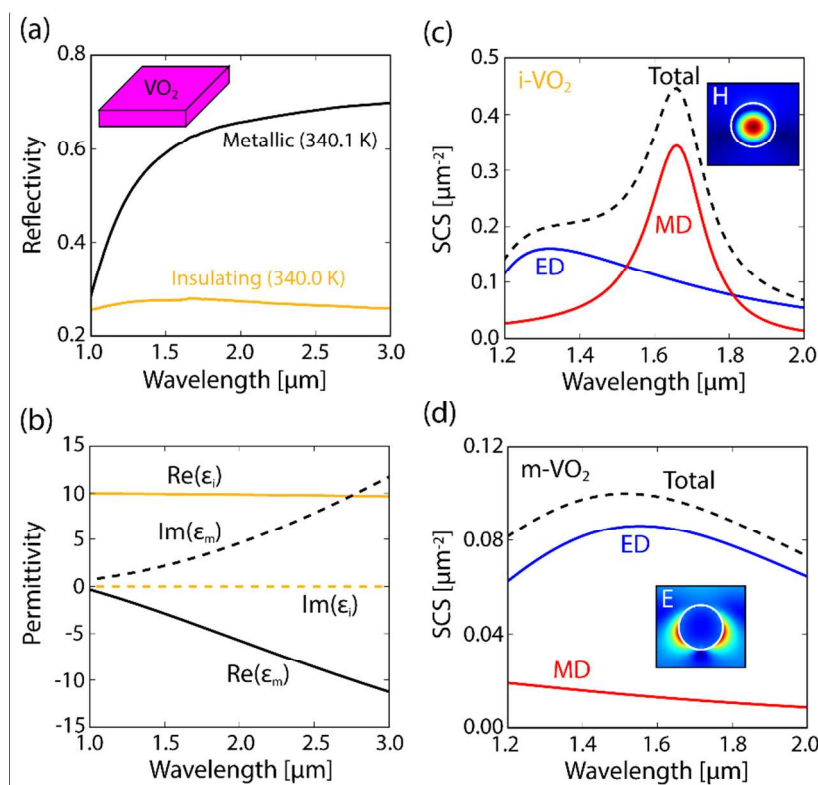 (a)
0.8
0.6
0.4
0.2
Reflectivity
VO₂
Metallic (340.1 K)
Insulating (340.0 K)
1.0 1.5 2.0 2.5 3.0
Wavelength [μm]
(b)
15
10
5
0
-5
-10
-15
Permittivity
Re(εᵢ)
Im(εₘ)
Im(εᵢ)
Re(εₘ)
1.0 1.5 2.0 2.5 3.0
Wavelength [μm]
(c)
0.5
0.4
0.3
0.2
0.1
0.0
SCS [μm⁻²]
i-VO₂
Total
H
MD
ED
1.2 1.4 1.6 1.8 2.0
Wavelength [μm]
(d)
0.12
0.08
0.04
0.00
SCS [μm⁻²]
m-VO₂
Total
ED
E
MD
1.2 1.4 1.6 1.8 2.0
Wavelength [μm]